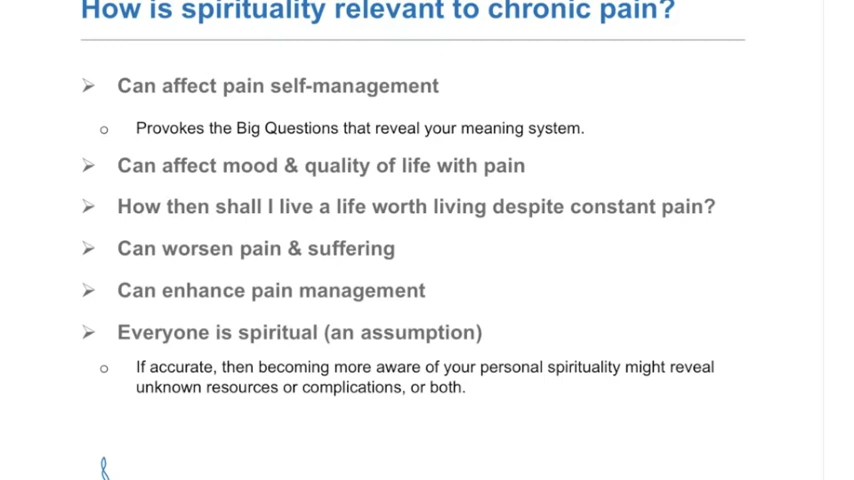 How is spirituality relevant to chronic pain?
Can affect pain self-management
Provokes the Big Questions that reveal your meaning system.
Can affect mood & quality of life with pain
How then shall I live a life worth living despite constant pain?
Can worsen pain & suffering
Can enhance pain management
Everyone is spiritual (an assumption)
If accurate, then becoming more aware of your personal spirituality might reveal
unknown resources or complications, or both.